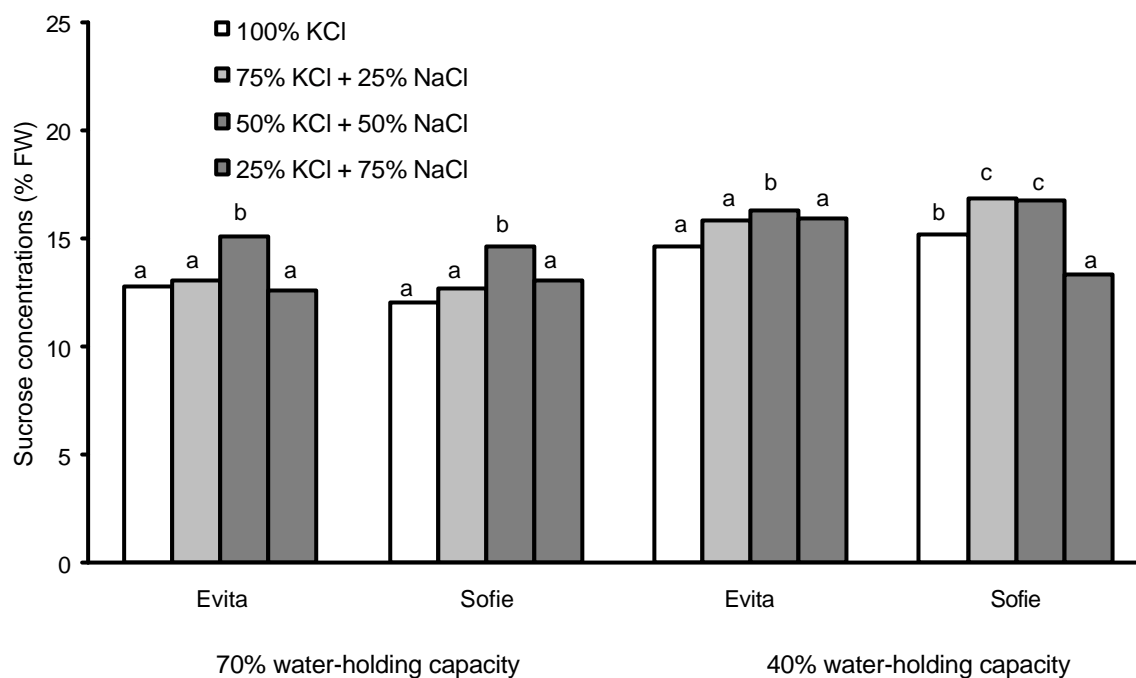 Sucrose concentrations (% FW)
25
20
15
10
5
0
100% KCl
75% KCl + 25% NaCl
50% KCl + 50% NaCl
25% KCl + 75% NaCl
a a b a
a a b a
a a b a
b c c a
Evita Sofie Evita Sofie
70% water-holding capacity 40% water-holding capacity